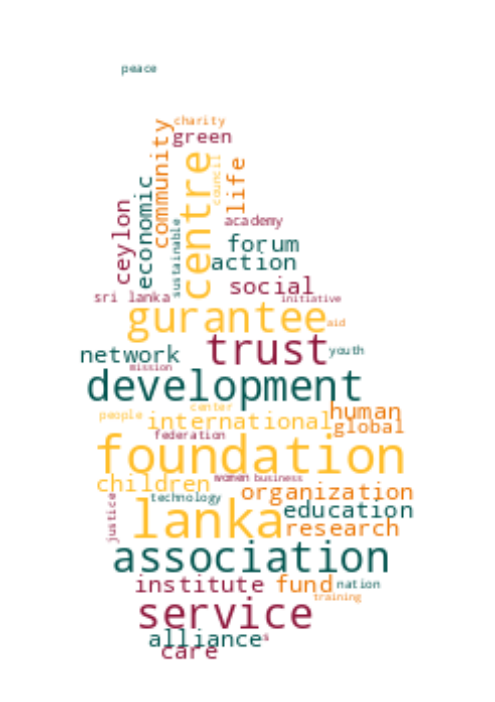 peace
charity
green
community
centre
council
life
economic
ceylon
sustainable
academy
forum
action
social
sri lanka
initiative
gurantee
aid
trust
network
youth
mission
development
center
people
international
human
global
federation
foundation
children
women
business
technology
organization
justice
lanka
education
research
association
institute
fund
nation
training
service
alliance
s
care